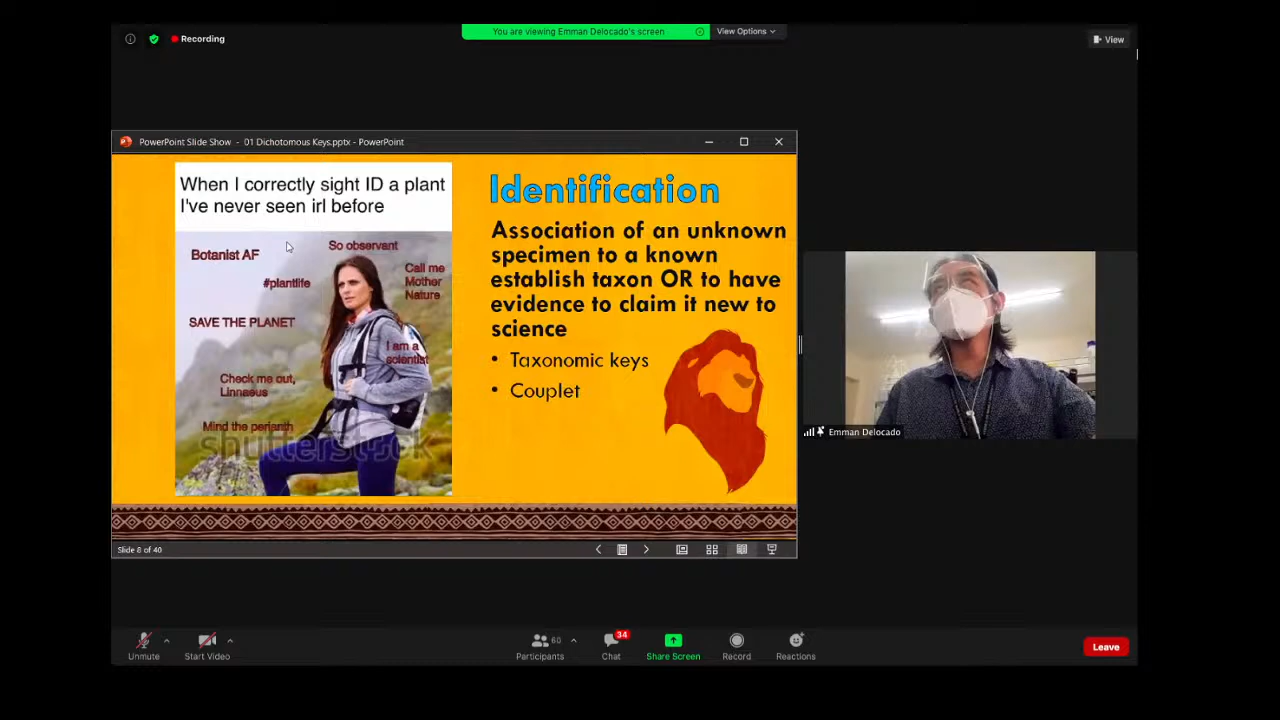 Recording
You are viewing Emman Delocado's screen
View Options
View
PowerPoint Slide Show - 01 Dichotomous Keys.pptx - PowerPoint
When I correctly sight ID a plant
I've never seen irl before
Botanist AF
So observant
#plantlife
Call me
Mother
Nature
SAVE THE PLANET
I am a
scientist
Check me out,
Linnaeus
Mind the perianth
shutterstock
Identification
Association of an unknown
specimen to a known
establish taxon OR to have
evidence to claim it new to
science
• Taxonomic keys
• Couplet
Emman Delocado
Slide 8 of 40
Unmute
Start Video
60
Participants
34
Chat
Share Screen
Record
Reactions
Leave